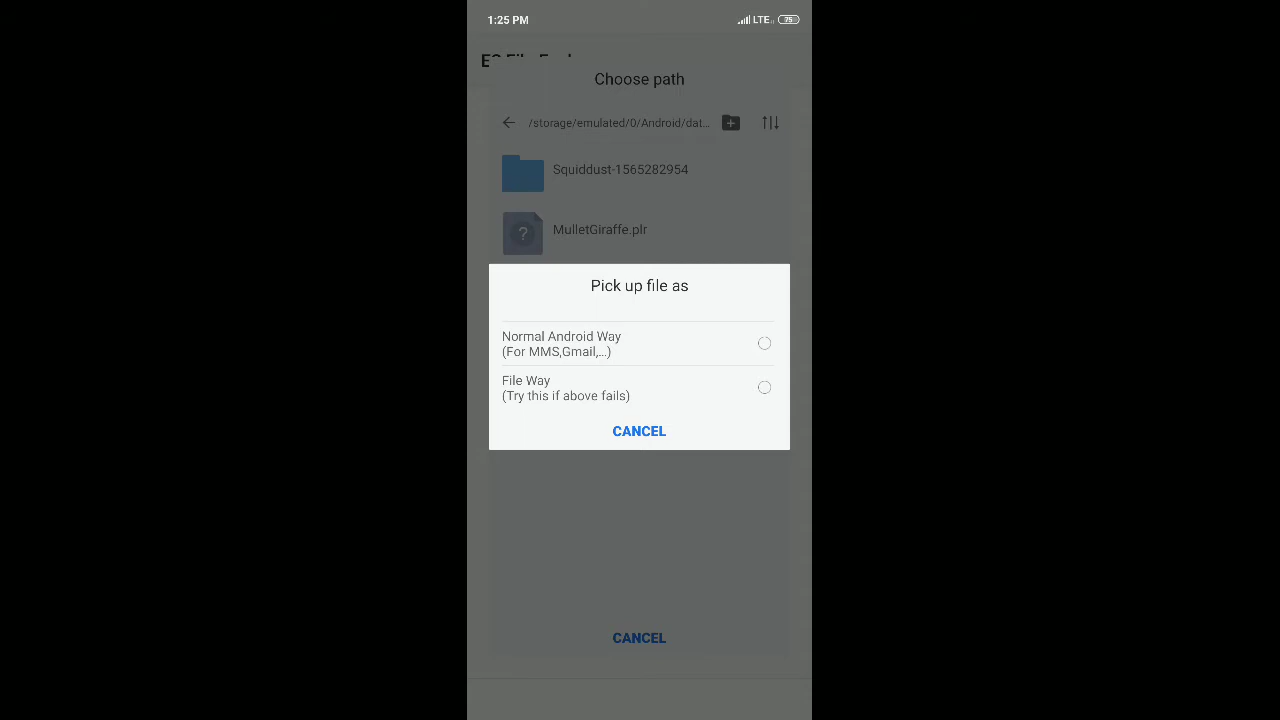 1:25 PM
LTE
75
Choose path
/storage/emulated/0/Android/dat...
Squiddust-1565282954
MulletGiraffe.plr
?
Pick up file as
Normal Android Way
(For MMS,Gmail,...)
File Way
(Try this if above fails)
CANCEL
CANCEL